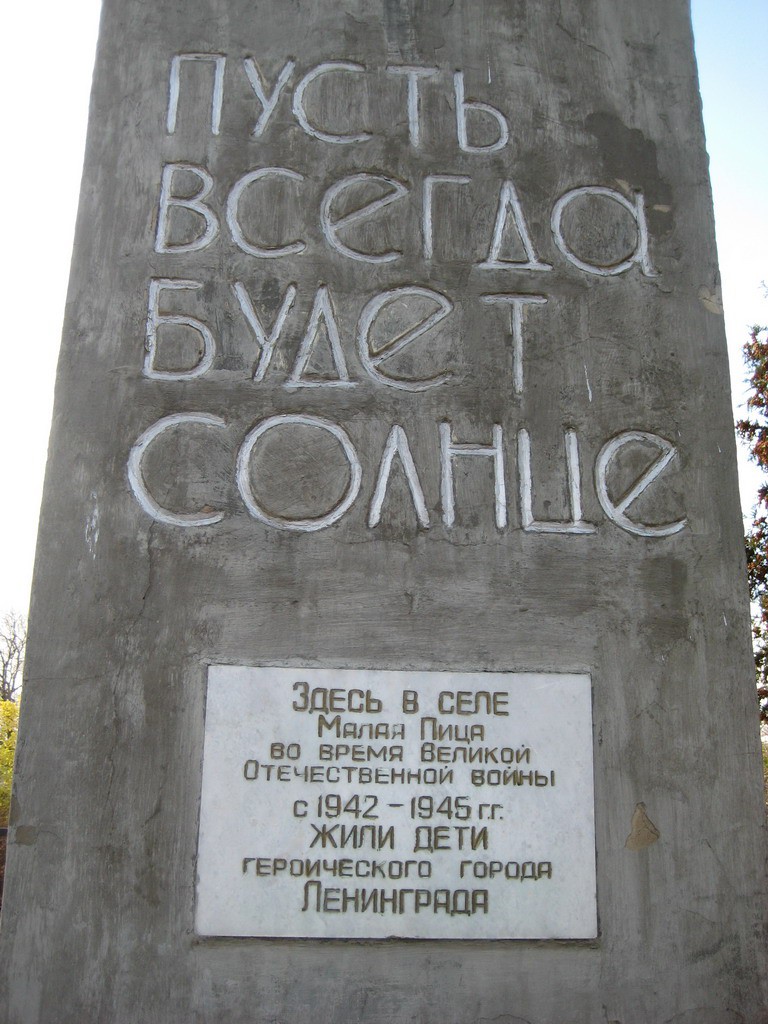 ПУСТЬ
ВСЕГДА
БУДЕТ
СОЛНЦЕ
Здесь в селе
Малая Пица
во время Великой
Отечественной войны
с 1942 - 1945 г.г.
жили дети
героического города
Ленинграда